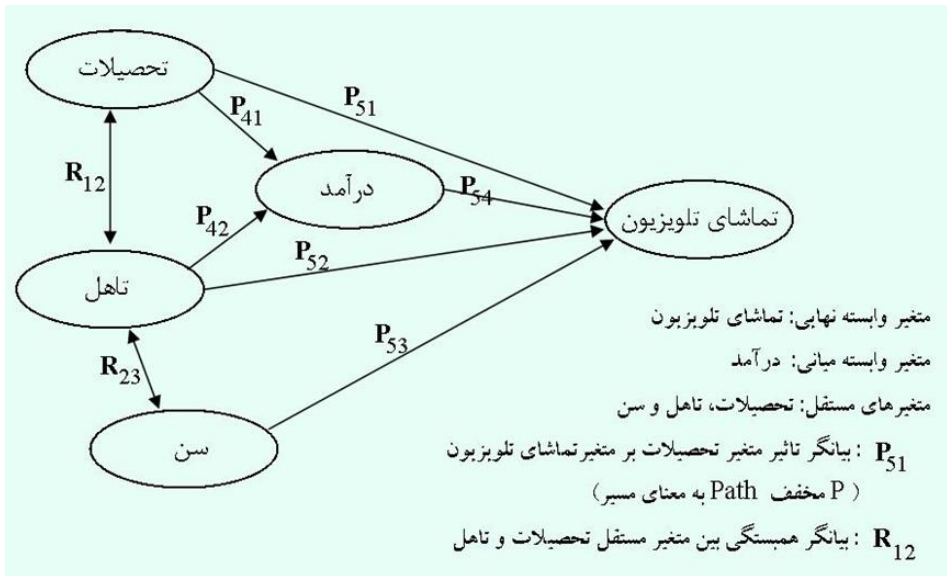 تحصیلات
P51
P41
R12
درآمد
P54
تماشای تلویزیون
P42
P52
تاهل
P53
R23
سن
متغیر وابسته نهایی: تماشای تلویزیون
متغیر وابسته میانی: درآمد
متغیرهای مستقل: تحصیلات، تاهل و سن
P51 : بیانگر تاثیر متغیر تحصیلات بر متغیرتماشای تلویزیون
( P مخفف Path به معنای مسیر)
R12 : بیانگر همبستگی بین متغیر مستقل تحصیلات و تاهل